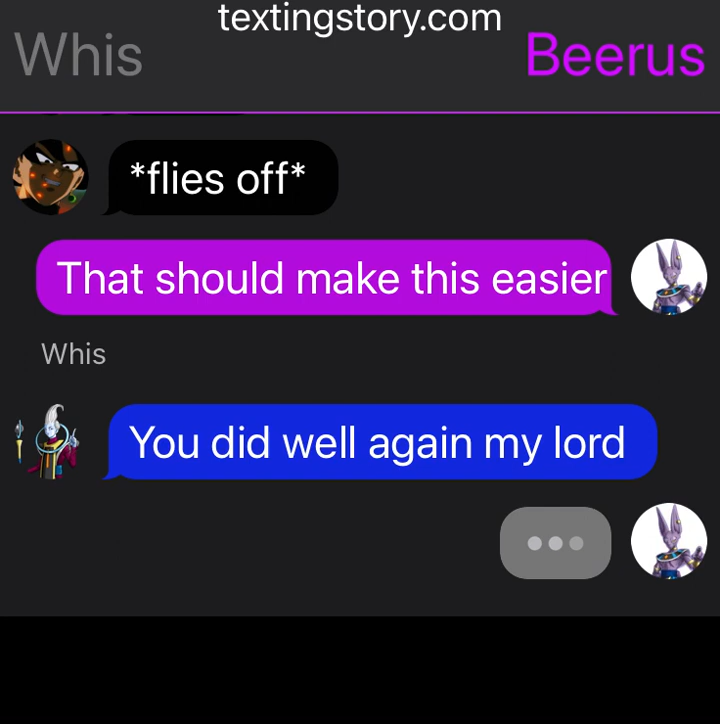 textingstory.com
Whis
Beerus
*flies off*
That should make this easier
Whis
You did well again my lord